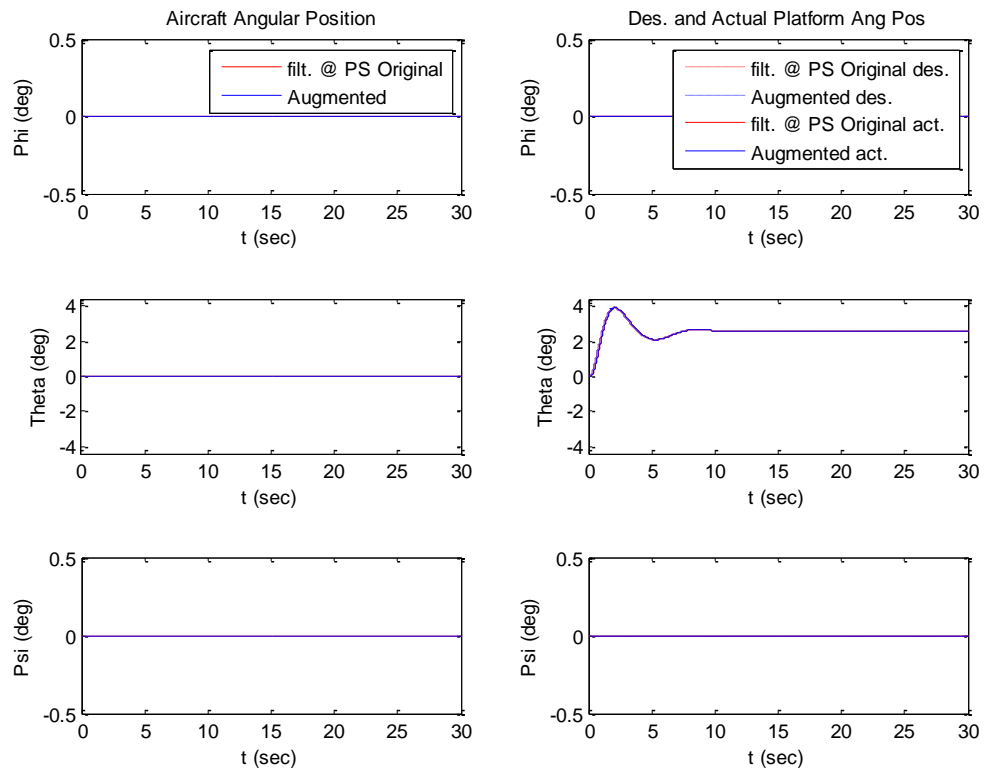 Aircraft Angular Position
Des. and Actual Platform Ang Pos
0.5
0
-0.5
Phi (deg)
filt. @ PS Original
Augmented
0 5 10 15 20 25 30
t (sec)
0.5
0
-0.5
Phi (deg)
filt. @ PS Original des.
Augmented des.
filt. @ PS Original act.
Augmented act.
0 5 10 15 20 25 30
t (sec)
4
2
0
-2
-4
Theta (deg)
0 5 10 15 20 25 30
t (sec)
4
2
0
-2
-4
Theta (deg)
0 5 10 15 20 25 30
t (sec)
0.5
0
-0.5
Psi (deg)
0 5 10 15 20 25 30
t (sec)
0.5
0
-0.5
Psi (deg)
0 5 10 15 20 25 30
t (sec)